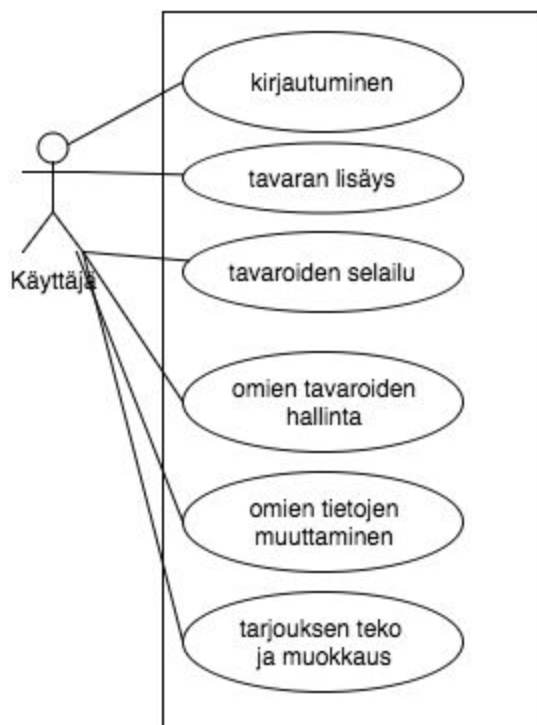 kirjautuminen
tavaran lisäys
tavaroiden selailu
Käyttäjä
omien tavaroiden
hallinta
omien tietojen
muuttaminen
tarjouksen teko
ja muokkaus